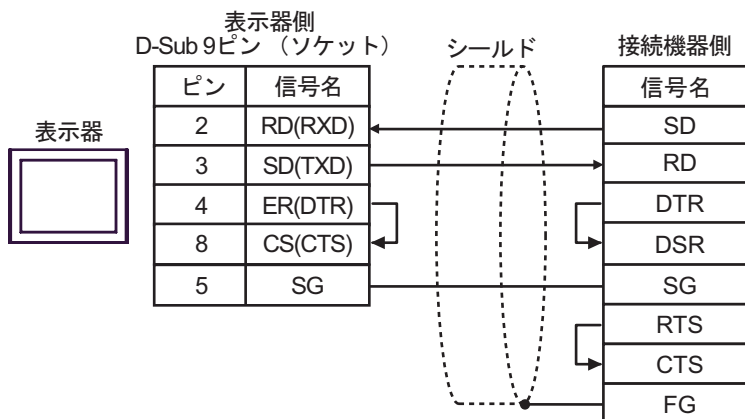 表示器側
D-Sub 9ピン （ソケット）
シールド
接続機器側
表示器
ピン 信号名
2 RD(RXD)
3 SD(TXD)
4 ER(DTR)
8 CS(CTS)
5 SG
信号名
SD
RD
DTR
DSR
SG
RTS
CTS
FG